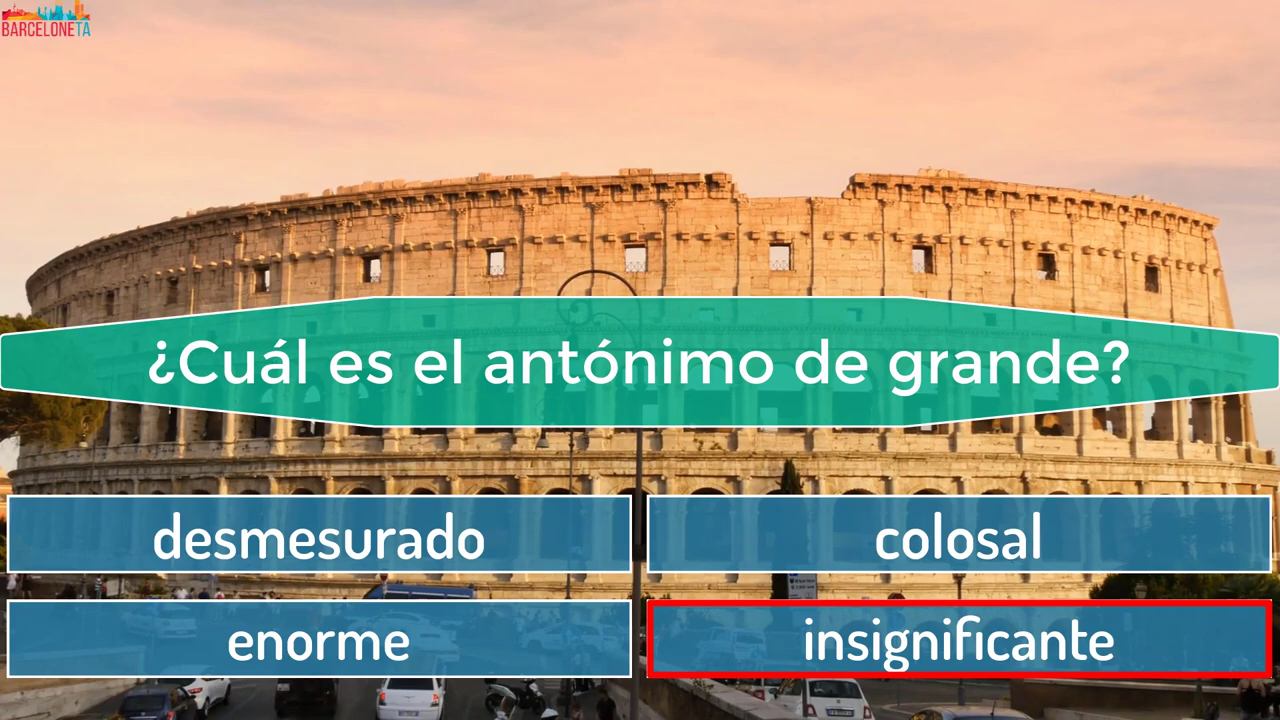 BARCELONETA
¿Cuál es el antónimo de grande?
desmesurado
colosal
enorme
insignificante